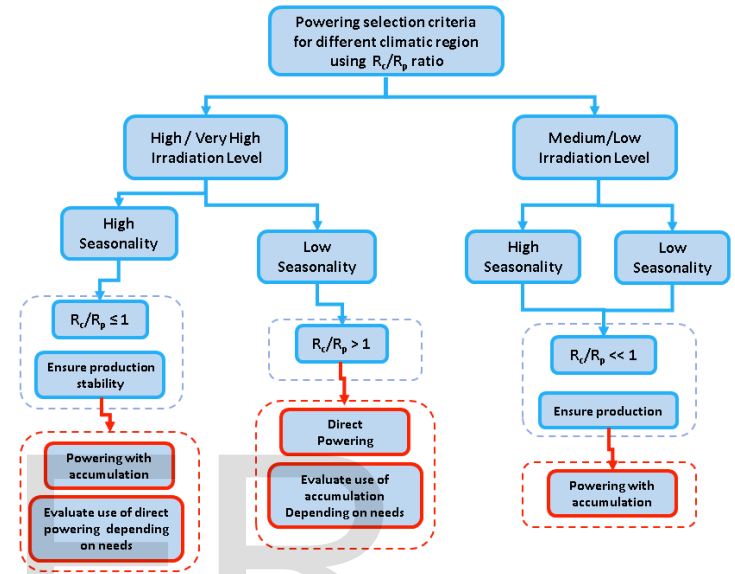 Powering selection criteria
for different climatic region
using Rc/Rp ratio
High / Very High
Irradiation Level
Medium/Low
Irradiation Level
High
Seasonality
Low
Seasonality
High
Seasonality
Low
Seasonality
Rc/Rp ≤ 1
Ensure production
stability
Rc/Rp > 1
Rc/Rp << 1
Ensure production
Powering with
accumulation
Evaluate use of direct
powering depending
on needs
Direct
Powering
Evaluate use of
accumulation
Depending on needs
Powering with
accumulation